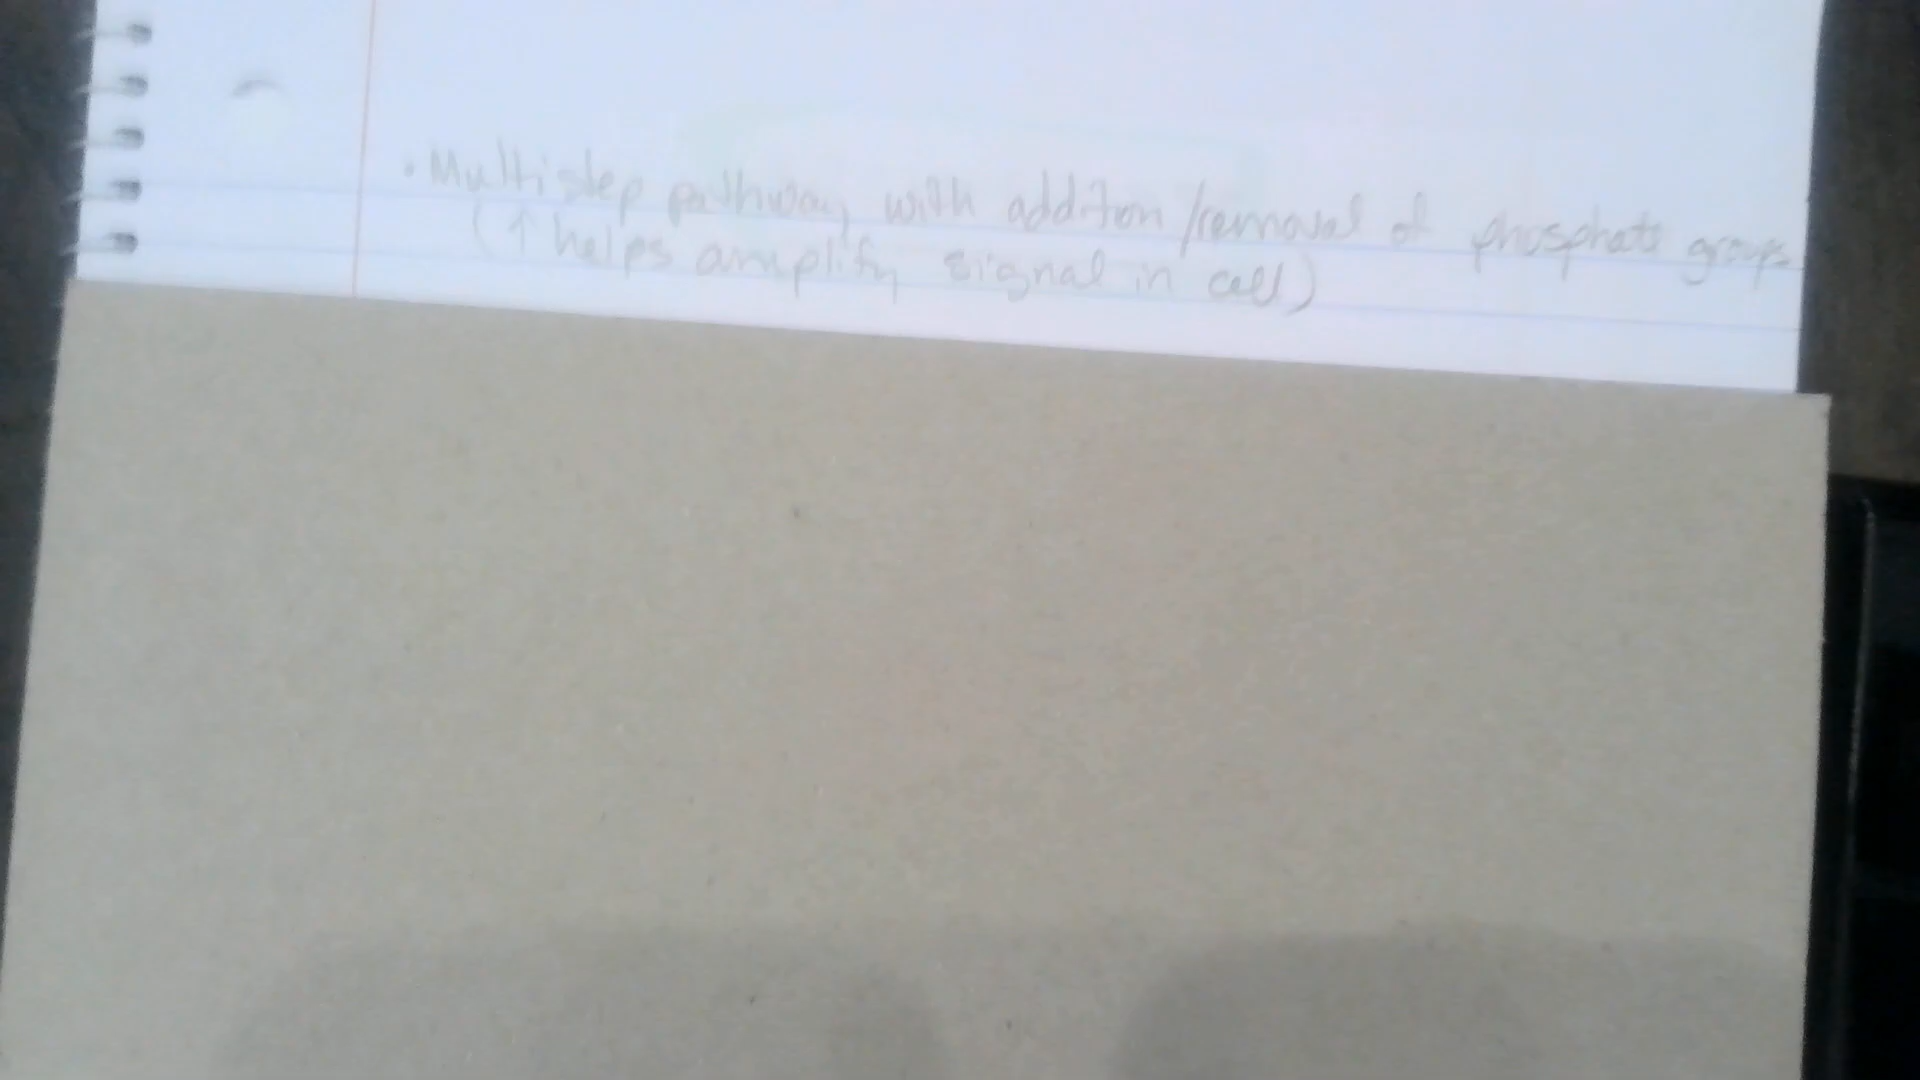 • Multistep pathway with addition/removal of phosphate groups
(↑ helps amplify signal in cell)